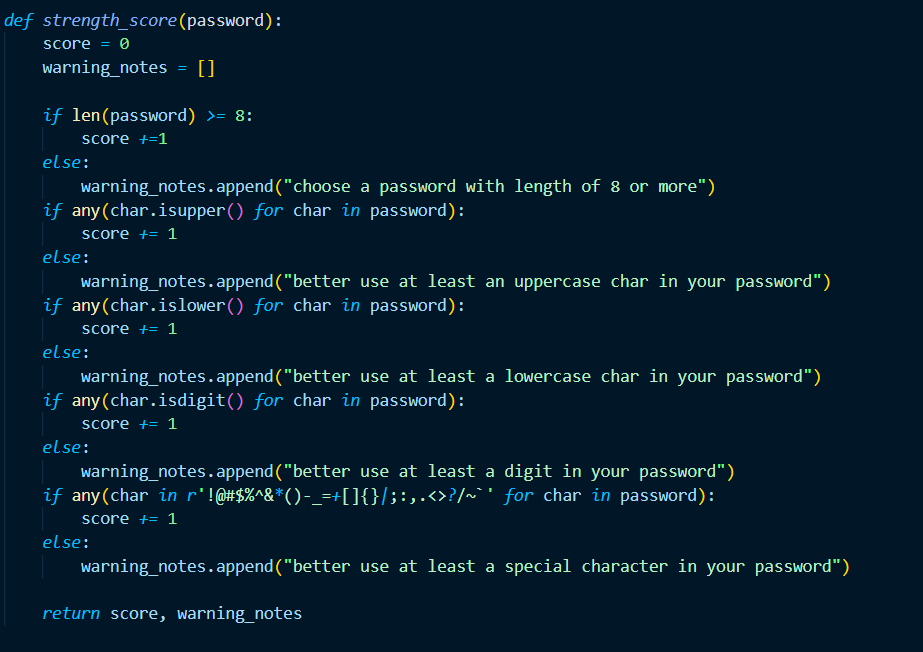 def strength_score(password):
    score = 0
    warning_notes = []

    if len(password) >= 8:
        score +=1
    else:
        warning_notes.append("choose a password with length of 8 or more")
    if any(char.isupper() for char in password):
        score += 1
    else:
        warning_notes.append("better use at least an uppercase char in your password")
    if any(char.islower() for char in password):
        score += 1
    else:
        warning_notes.append("better use at least a lowercase char in your password")
    if any(char.isdigit() for char in password):
        score += 1
    else:
        warning_notes.append("better use at least a digit in your password")
    if any(char in r'!@#$%^&*()-_=+[]{}|;:,.<>?/~`' for char in password):
        score += 1
    else:
        warning_notes.append("better use at least a special character in your password")

    return score, warning_notes